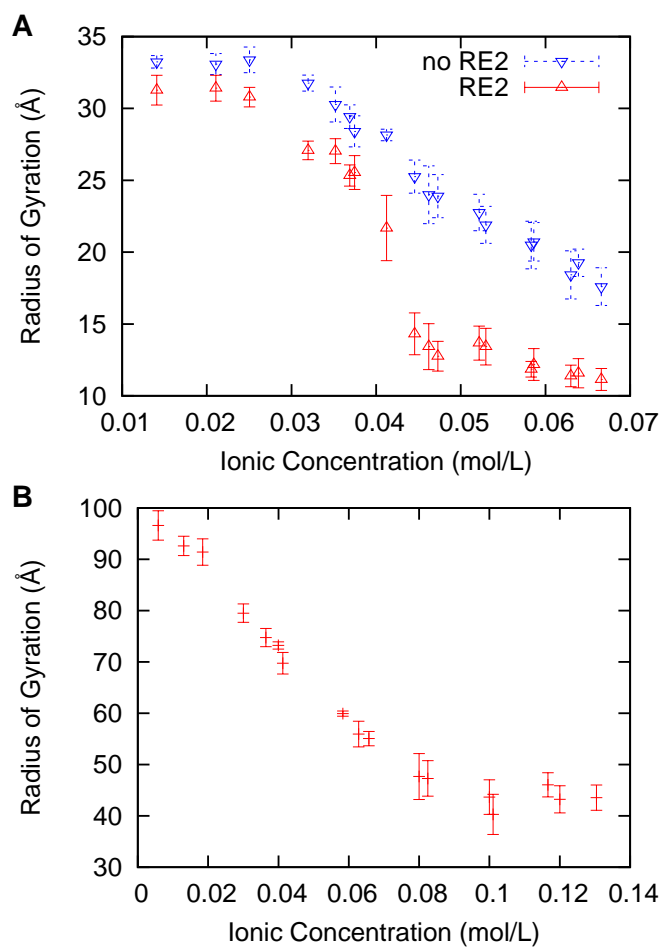 A
35
30
25
20
15
10
Radius of Gyration (Å)
no RE2
RE2
0.01 0.02 0.03 0.04 0.05 0.06 0.07
Ionic Concentration (mol/L)
B
100
90
80
70
60
50
40
30
Radius of Gyration (Å)
0 0.02 0.04 0.06 0.08 0.1 0.12 0.14
Ionic Concentration (mol/L)